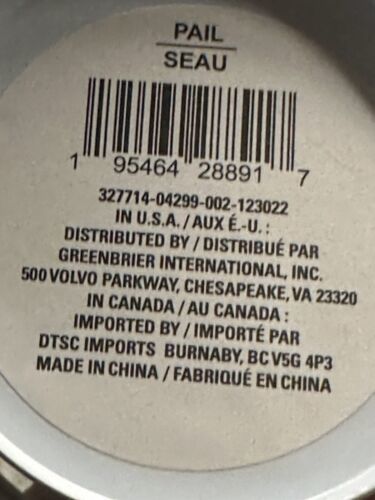 PAIL
SEAU
1 95464 28891 7
327714-04299-002-123022
IN U.S.A. / AUX É.-U. :
DISTRIBUTED BY / DISTRIBUÉ PAR
GREENBRIER INTERNATIONAL, INC.
500 VOLVO PARKWAY, CHESAPEAKE, VA 23320
IN CANADA / AU CANADA :
IMPORTED BY / IMPORTÉ PAR
DTSC IMPORTS BURNABY, BC V5G 4P3
MADE IN CHINA / FABRIQUÉ EN CHINA